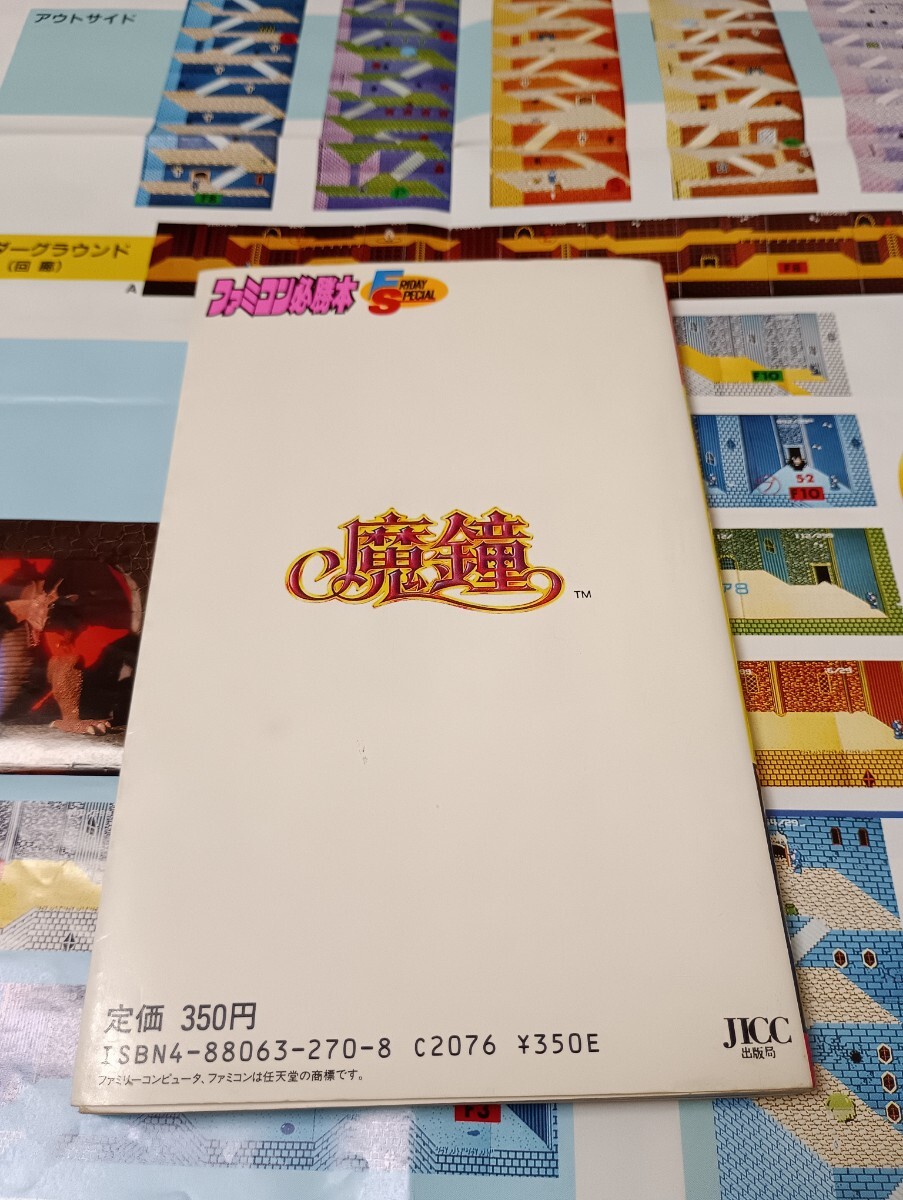 アウトサイド
F8
ダーグラウンド
(回廊)
A
F8
ファミコン必勝本
FRIDAY
SPECIAL
F10
S2
F10
魔鐘
TM
定価 350円
ISBN4-88063-270-8 C2076 ¥350E
ファミリーコンピュータ、ファミコンは任天堂の商標です。
JICC
出版局
F3